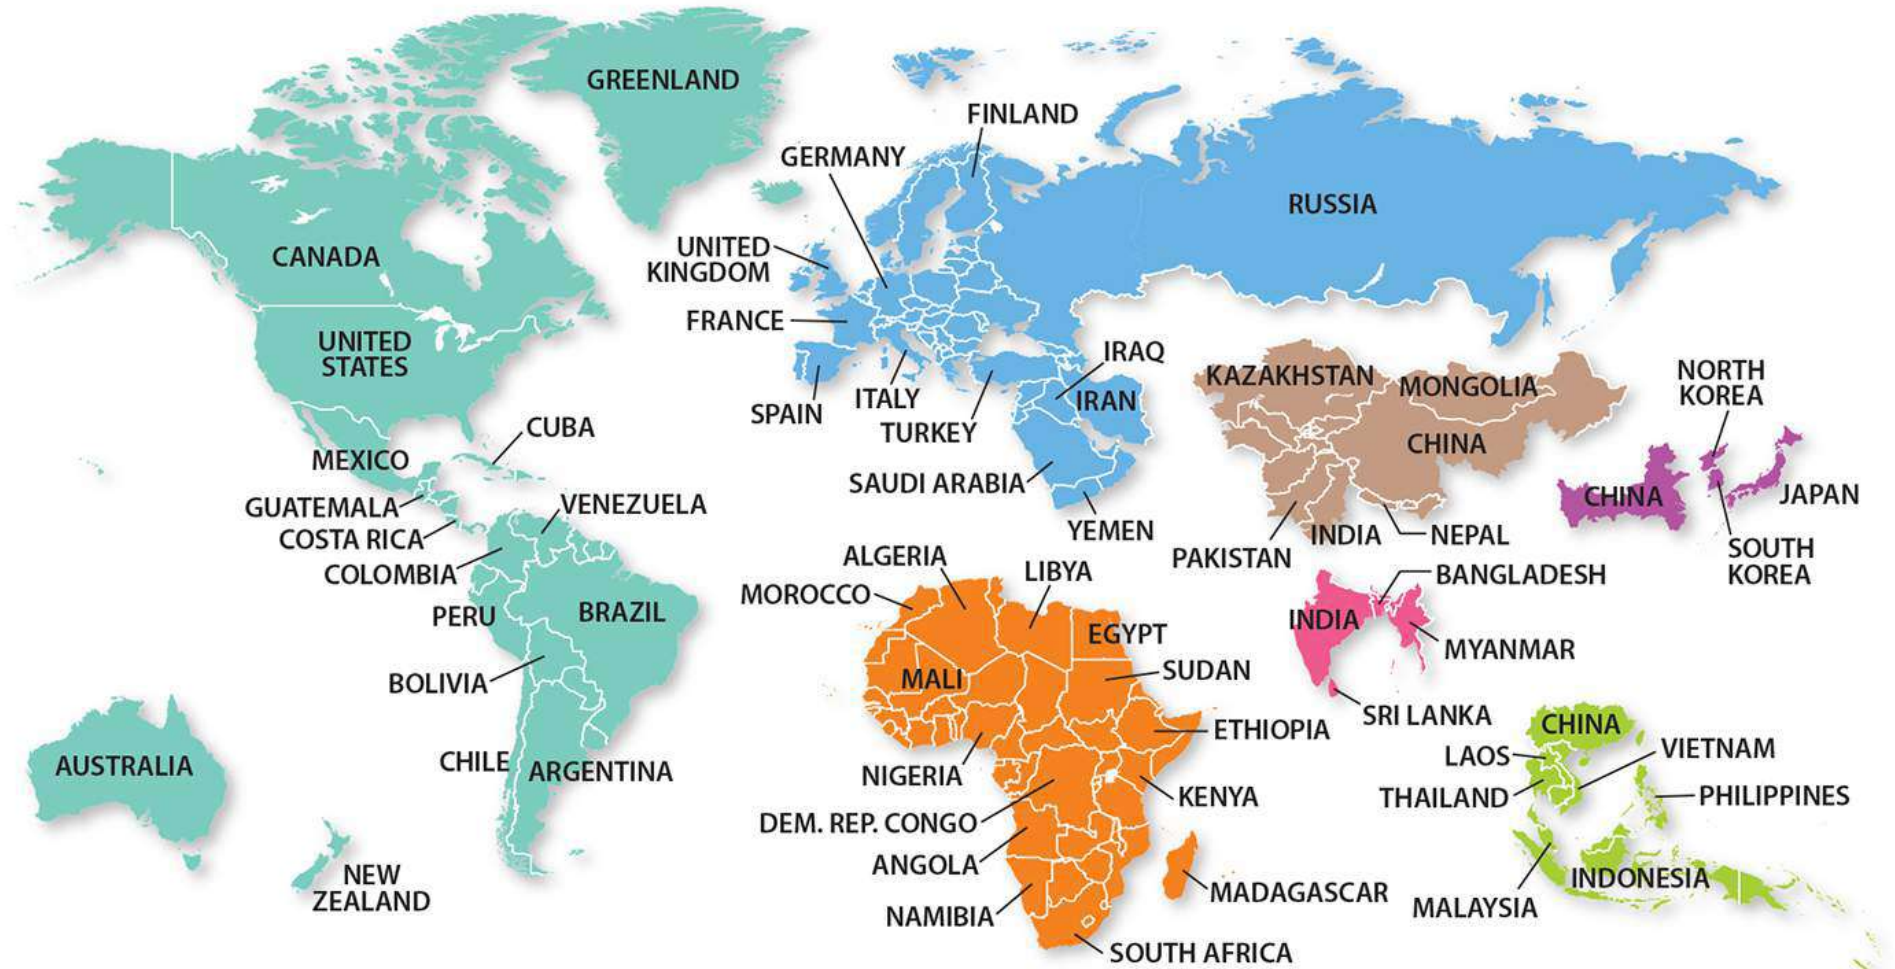 GREENLAND
FINLAND
GERMANY
RUSSIA
CANADA
UNITED
KINGDOM
FRANCE
UNITED
STATES
IRAQ
IRAN
SPAIN
ITALY
TURKEY
KAZAKHSTAN
MONGOLIA
NORTH
KOREA
CUBA
MEXICO
CHINA
SAUDI ARABIA
GUATEMALA
VENEZUELA
CHINA
JAPAN
COSTA RICA
YEMEN
PAKISTAN
INDIA
NEPAL
SOUTH
KOREA
COLOMBIA
ALGERIA
LIBYA
BANGLADESH
MOROCCO
PERU
BRAZIL
EGYPT
INDIA
MYANMAR
BOLIVIA
MALI
SUDAN
SRI LANKA
CHINA
ETHIOPIA
LAOS
VIETNAM
AUSTRALIA
CHILE
ARGENTINA
NIGERIA
KENYA
THAILAND
PHILIPPINES
DEM. REP. CONGO
ANGOLA
NEW
ZEALAND
MADAGASCAR
INDONESIA
MALAYSIA
NAMIBIA
SOUTH AFRICA